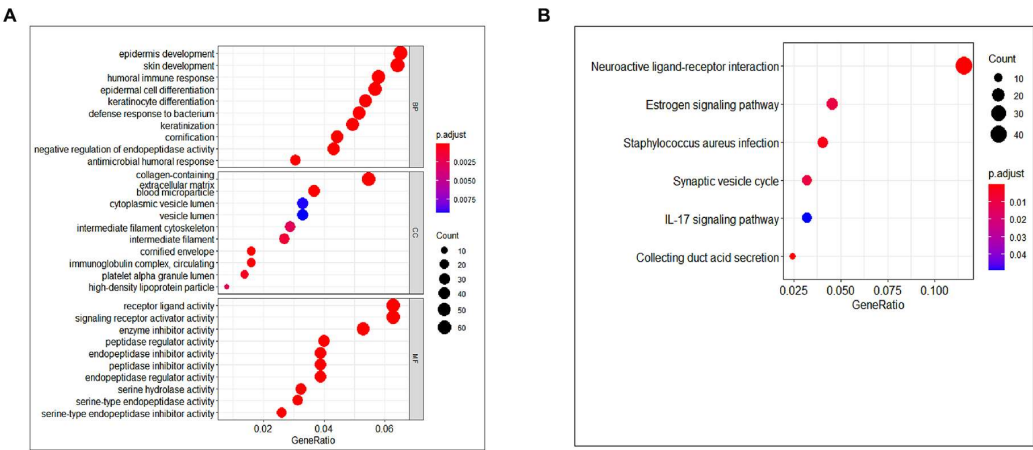 A
epidermis development
skin development
humoral immune response
epidermal cell differentiation
keratinocyte differentiation
defense response to bacterium
keratinization
cornification
negative regulation of endopeptidase activity
antimicrobial humoral response
BP
collagen-containing
extracellular matrix
blood microparticle
cytoplasmic vesicle lumen
vesicle lumen
intermediate filament cytoskeleton
intermediate filament
cornified envelope
immunoglobulin complex, circulating
platelet alpha granule lumen
high-density lipoprotein particle
CC
receptor ligand activity
signaling receptor activator activity
enzyme inhibitor activity
peptidase regulator activity
endopeptidase inhibitor activity
peptidase inhibitor activity
endopeptidase regulator activity
serine hydrolase activity
serine-type endopeptidase activity
serine-type endopeptidase inhibitor activity
MF
0.02 0.04 0.06
GeneRatio
p.adjust
0.0025
0.0050
0.0075
Count
10
20
30
40
50
60
B
Neuroactive ligand-receptor interaction
Estrogen signaling pathway
Staphylococcus aureus infection
Synaptic vesicle cycle
IL-17 signaling pathway
Collecting duct acid secretion
0.025 0.050 0.075 0.100
GeneRatio
Count
10
20
30
40
p.adjust
0.01
0.02
0.03
0.04